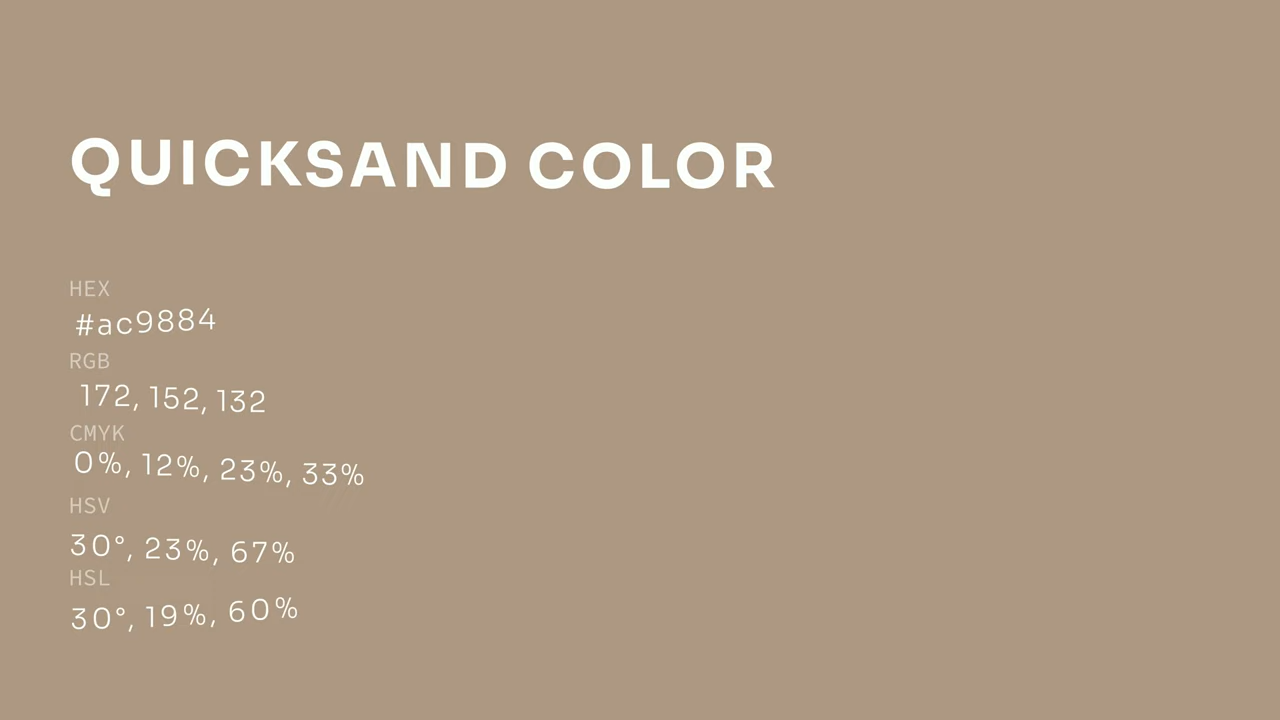 QUICKSAND COLOR
HEX
#ac9884
RGB
172, 152, 132
CMYK
0%, 12%, 23%, 33%
HSV
30°, 23%, 67%
HSL
30°, 19%, 60%